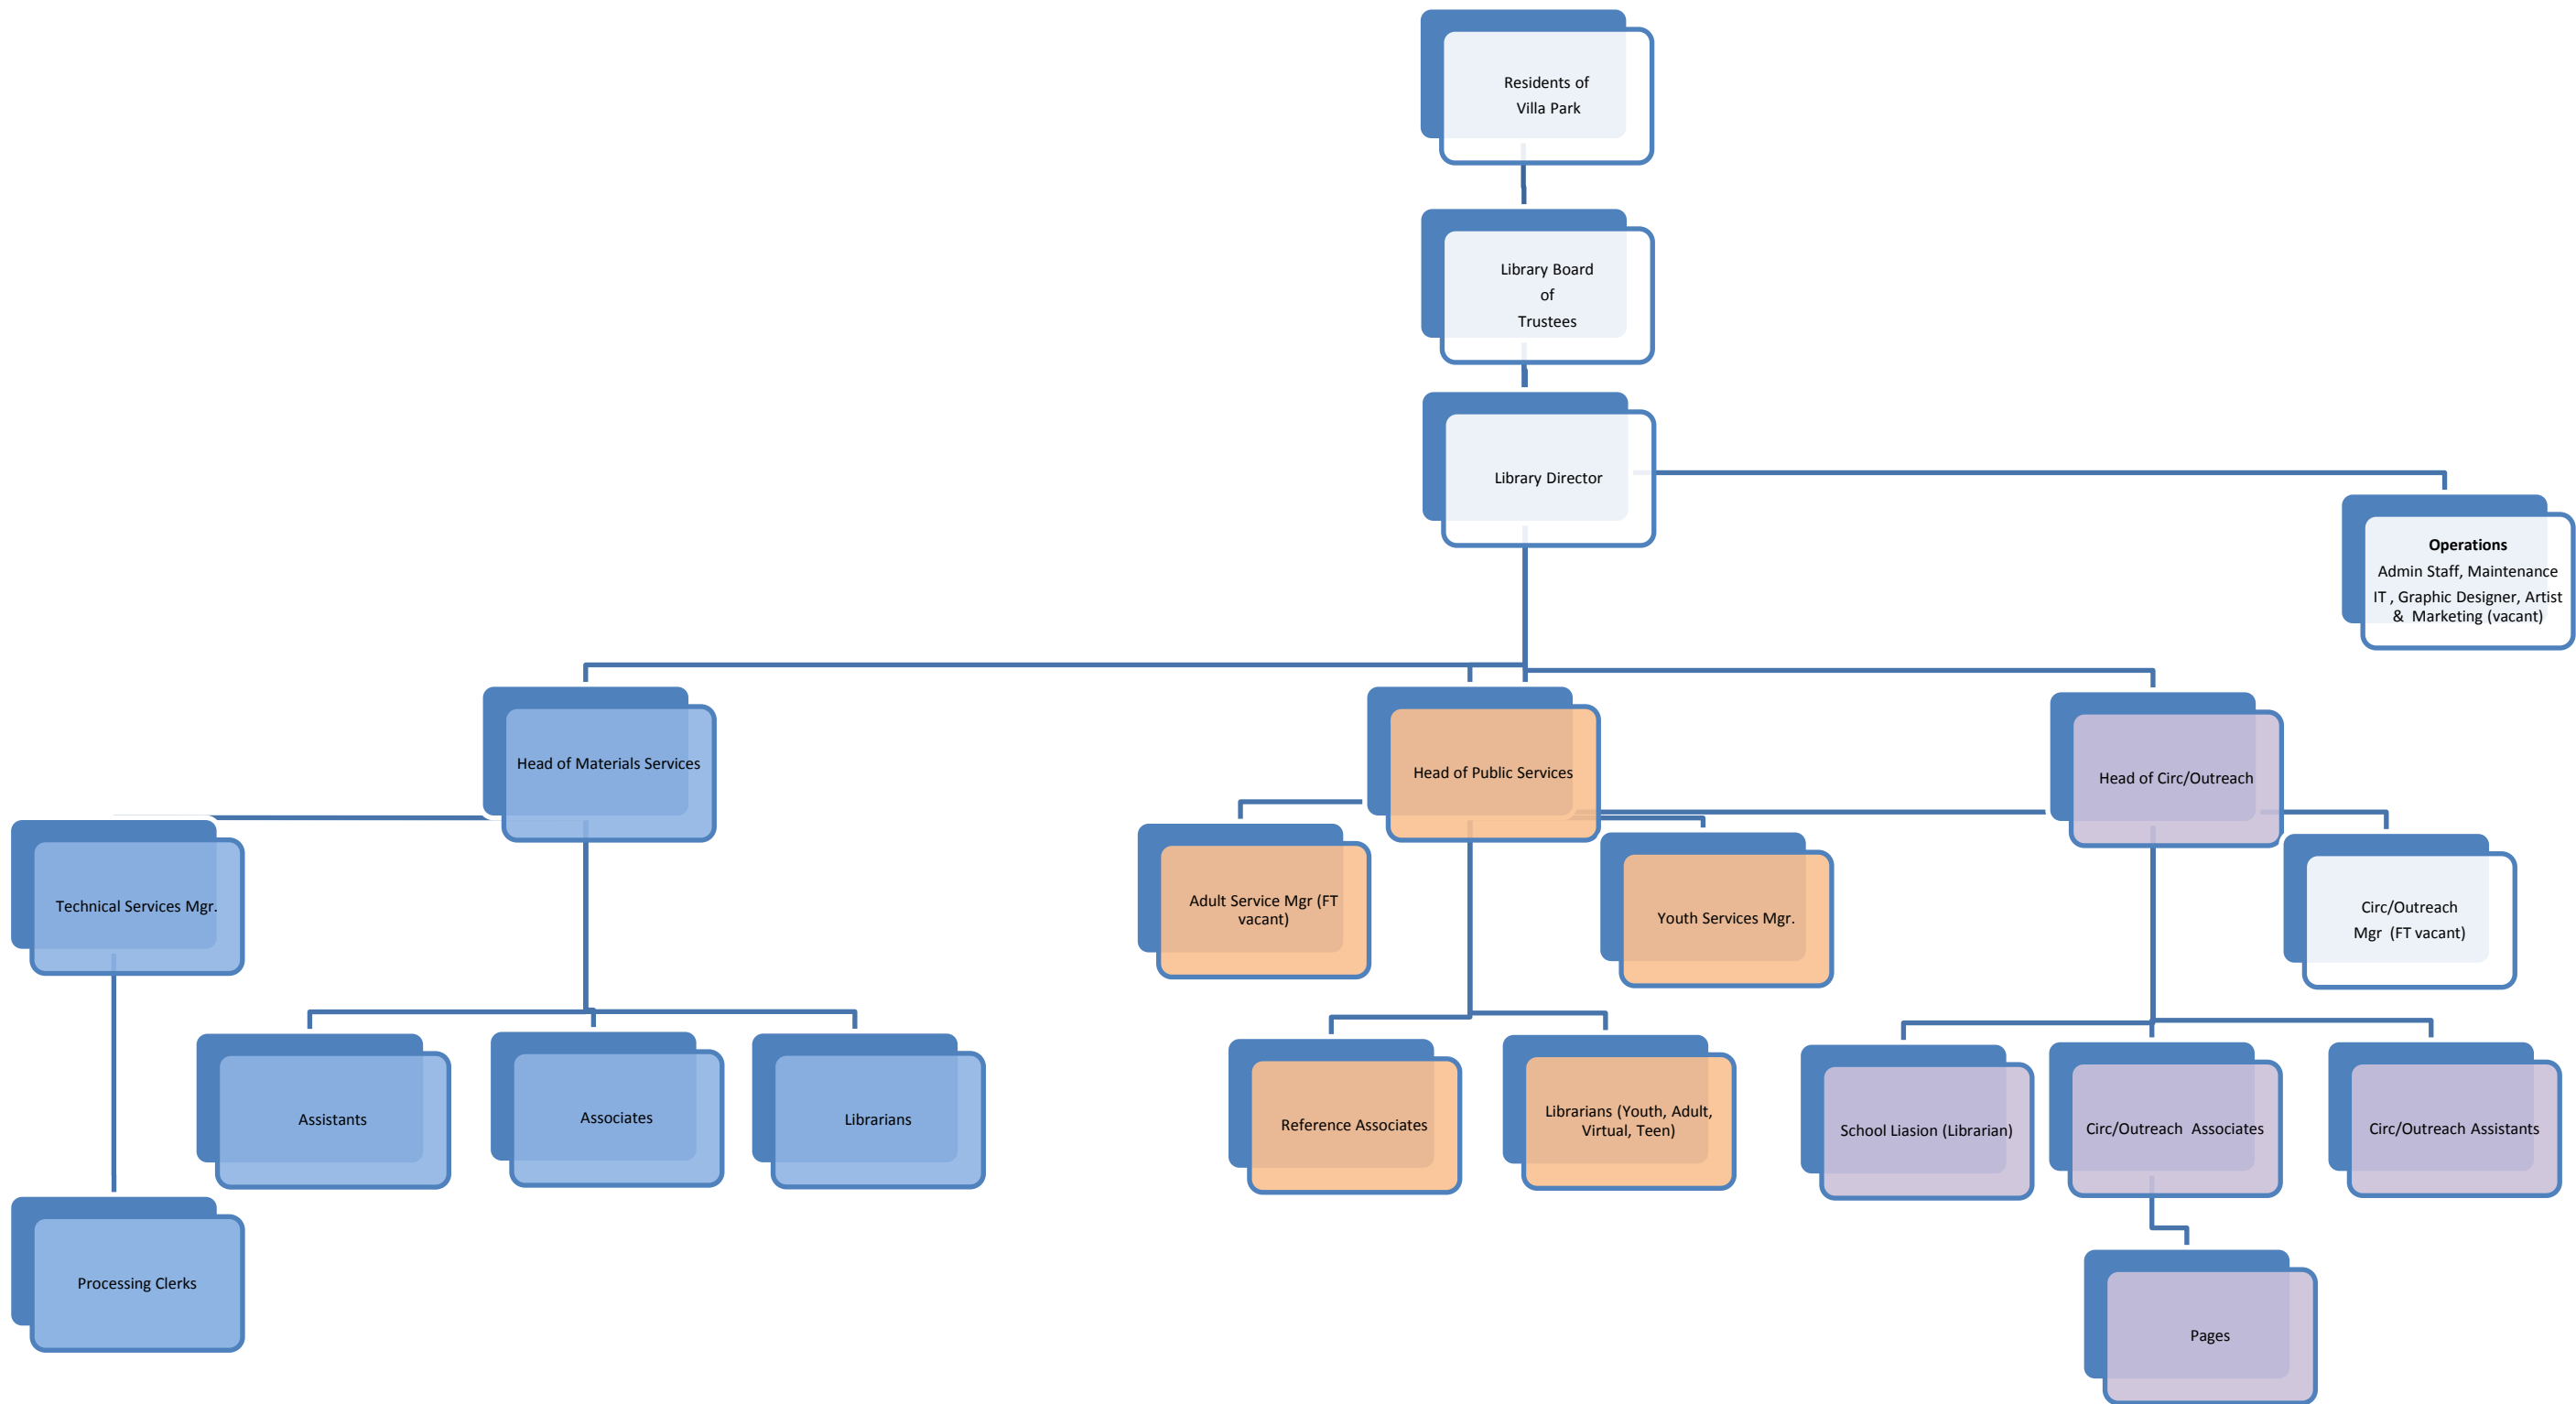 Residents of
Villa Park
Library Board
of
Trustees
Library Director
Operations
Admin Staff, Maintenance
IT , Graphic Designer, Artist
& Marketing (vacant)
Head of Materials Services
Head of Public Services
Head of Circ/Outreach
Technical Services Mgr.
Adult Service Mgr (FT
vacant)
Youth Services Mgr.
Circ/Outreach
Mgr (FT vacant)
Assistants
Associates
Librarians
Reference Associates
Librarians (Youth, Adult,
Virtual, Teen)
School Liasion (Librarian)
Circ/Outreach Associates
Circ/Outreach Assistants
Processing Clerks
Pages